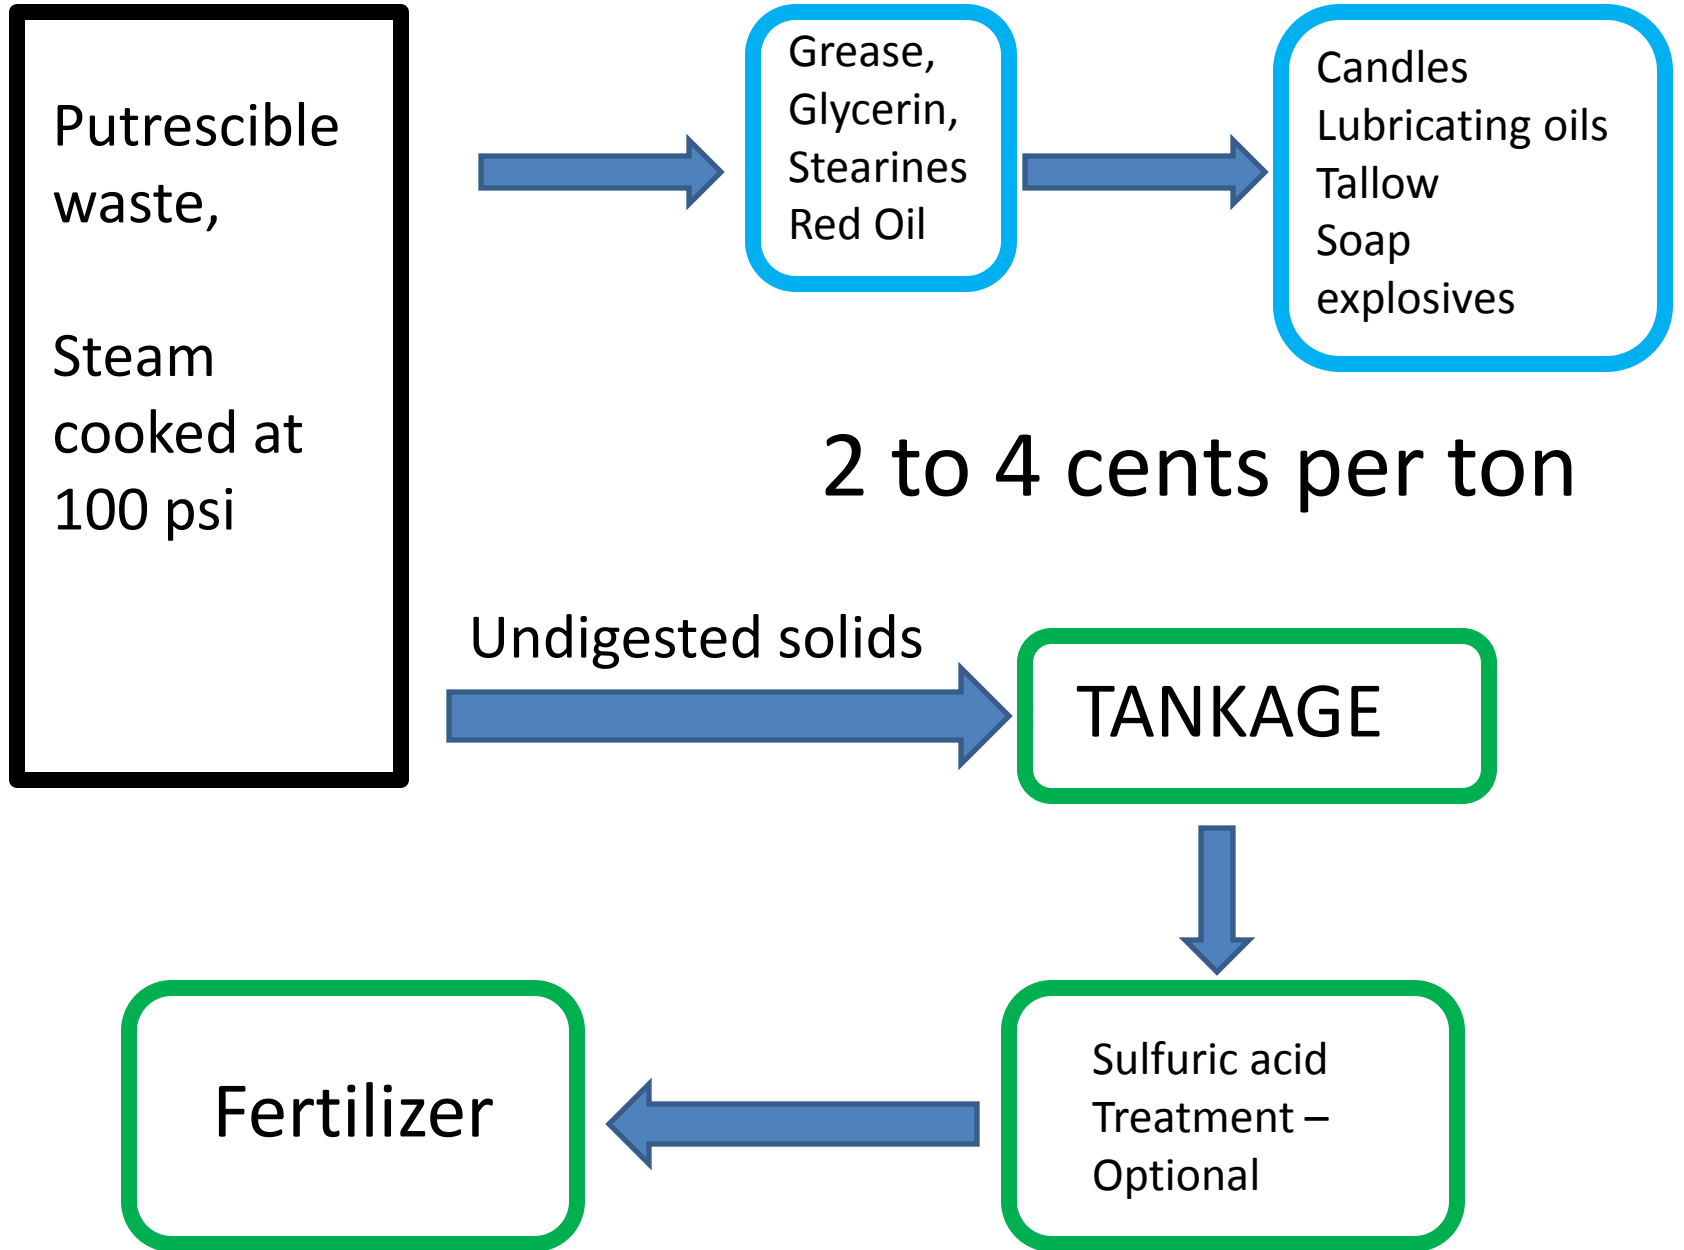 Putrescible
waste,
Steam
cooked at
100 psi
Grease,
Glycerin,
Stearines
Red Oil
Candles
Lubricating oils
Tallow
Soap
explosives
2 to 4 cents per ton
Undigested solids
TANKAGE
Sulfuric acid
Treatment –
Optional
Fertilizer